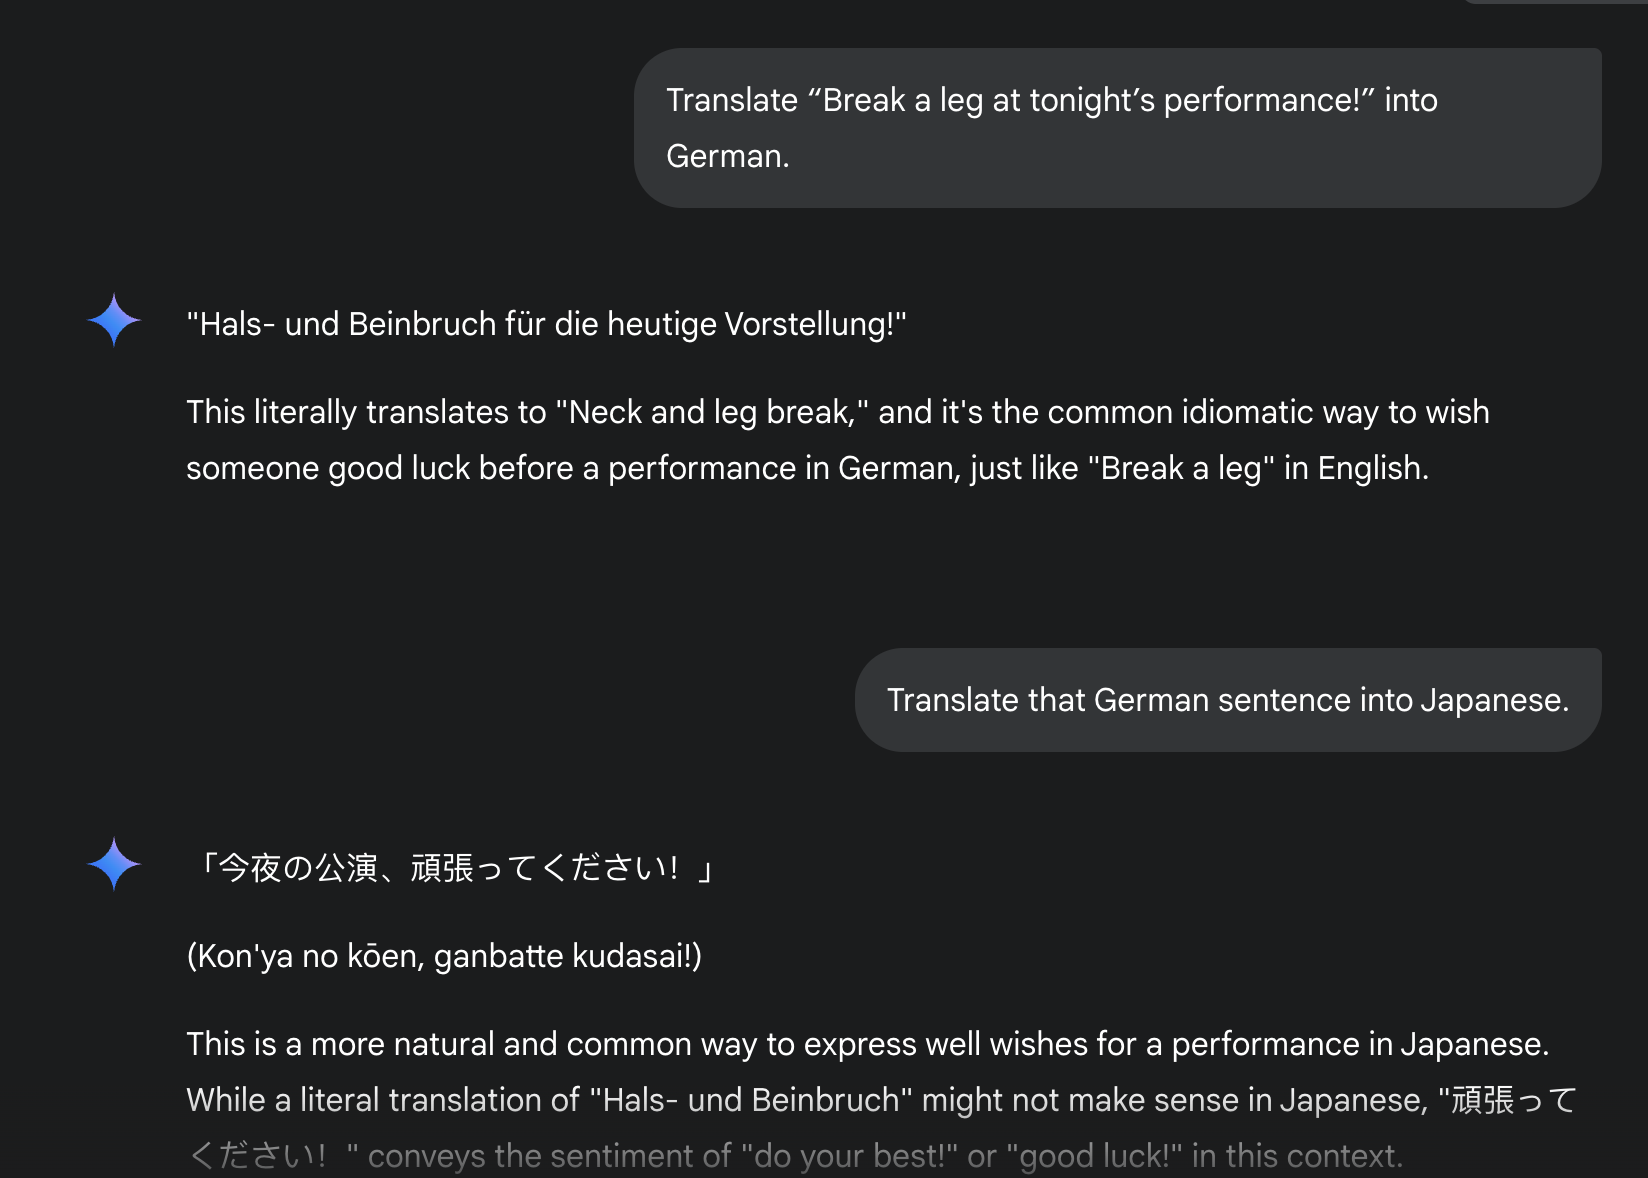 Translate “Break a leg at tonight’s performance!” into
German.
"Hals- und Beinbruch für die heutige Vorstellung!"
This literally translates to "Neck and leg break," and it's the common idiomatic way to wish
someone good luck before a performance in German, just like "Break a leg" in English.
Translate that German sentence into Japanese.
「今夜の公演、頑張ってください！」
(Kon'ya no kōen, ganbatte kudasai!)
This is a more natural and common way to express well wishes for a performance in Japanese.
While a literal translation of "Hals- und Beinbruch" might not make sense in Japanese, "頑張って
ください！" conveys the sentiment of "do your best!" or "good luck!" in this context.